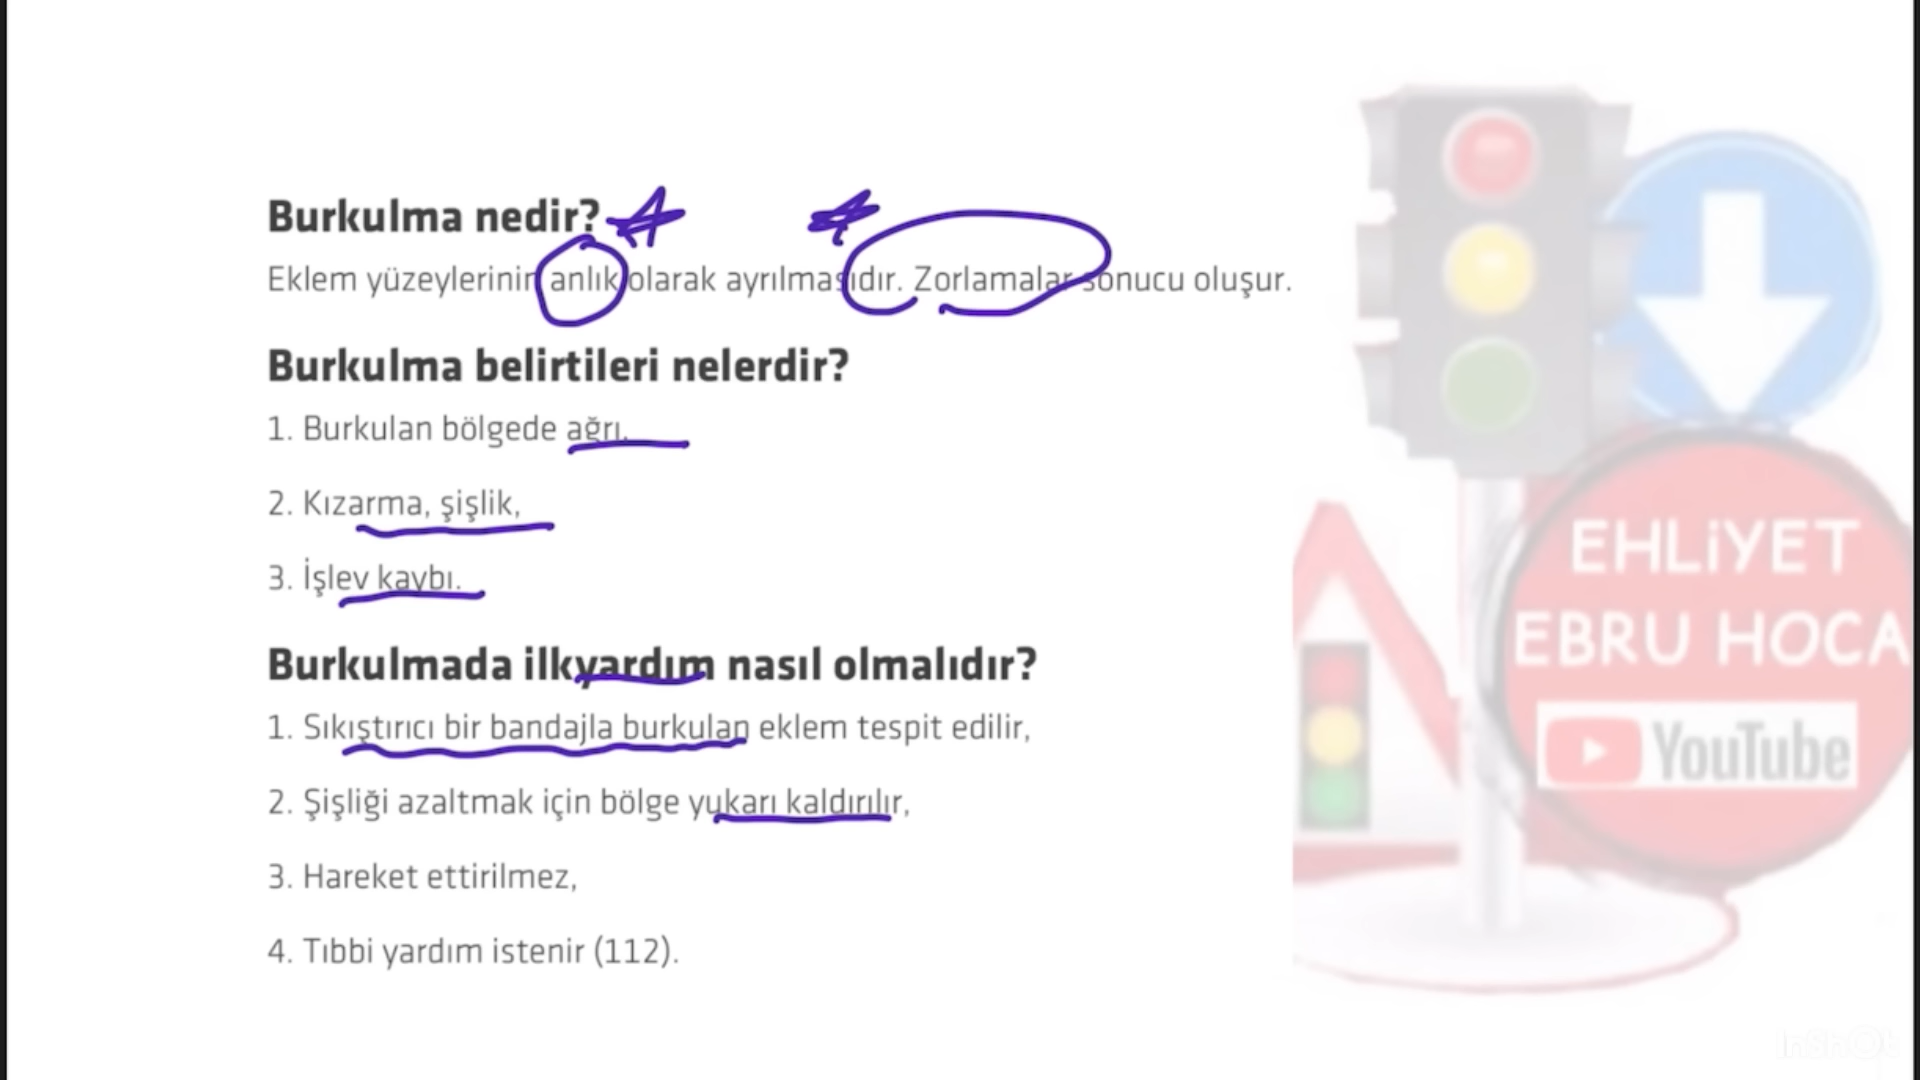 Burkulma nedir?
Eklem yüzeylerinin anlık olarak ayrılmasıdır. Zorlamalar sonucu oluşur.
Burkulma belirtileri nelerdir?
1. Burkulan bölgede ağrı,
2. Kızarma, şişlik,
3. İşlev kaybı.
Burkulmada ilkyardım nasıl olmalıdır?
1. Sıkıştırıcı bir bandajla burkulan eklem tespit edilir,
2. Şişliği azaltmak için bölge yukarı kaldırılır,
3. Hareket ettirilmez,
4. Tıbbi yardım istenir (112).
EHLİYET
EBRU HOCA
YouTube
InShOt